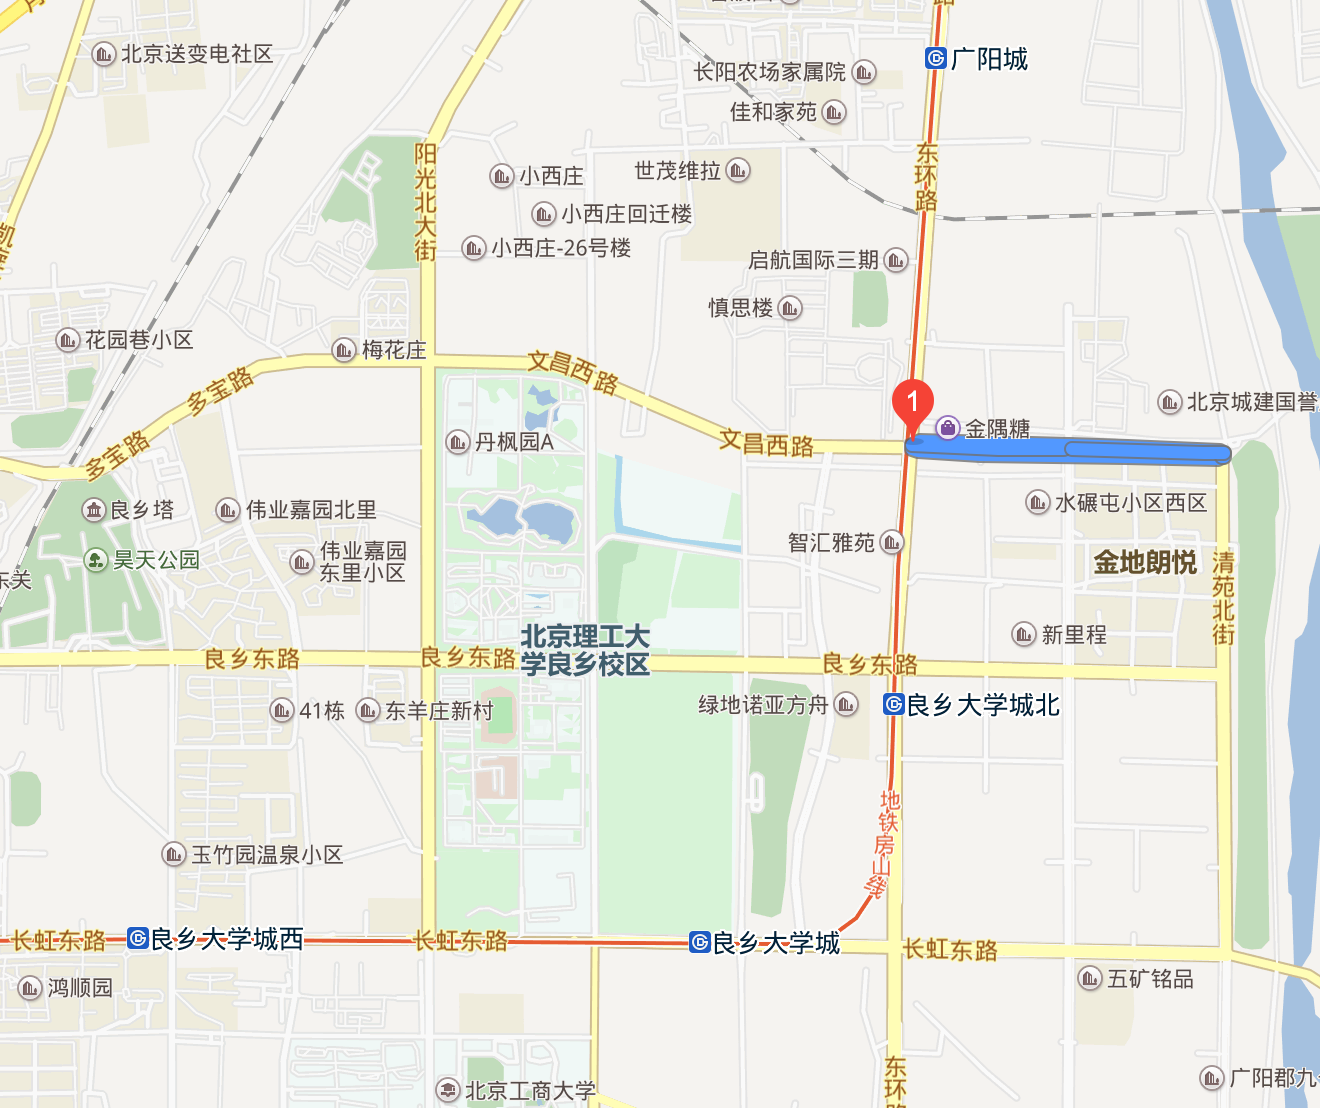 北京送变电社区
广阳城
长阳农场家属院
佳和家苑
阳光北大街
东环路
世茂维拉
小西庄
小西庄回迁楼
小西庄-26号楼
启航国际三期
慎思楼
花园巷小区
梅花庄
文昌西路
多宝路
1
北京城建国誉
金隅糖
丹枫园A
文昌西路
多宝路
良乡塔
伟业嘉园北里
水碾屯小区西区
智汇雅苑
昊天公园
伟业嘉园
东里小区
金地朗悦
清苑北街
东关
北京理工大
学良乡校区
新里程
良乡东路
良乡东路
良乡东路
41栋
东羊庄新村
绿地诺亚方舟
良乡大学城北
地铁房山线
玉竹园温泉小区
长虹东路
良乡大学城西
长虹东路
良乡大学城
长虹东路
鸿顺园
五矿铭品
东环路
北京工商大学
广阳郡九